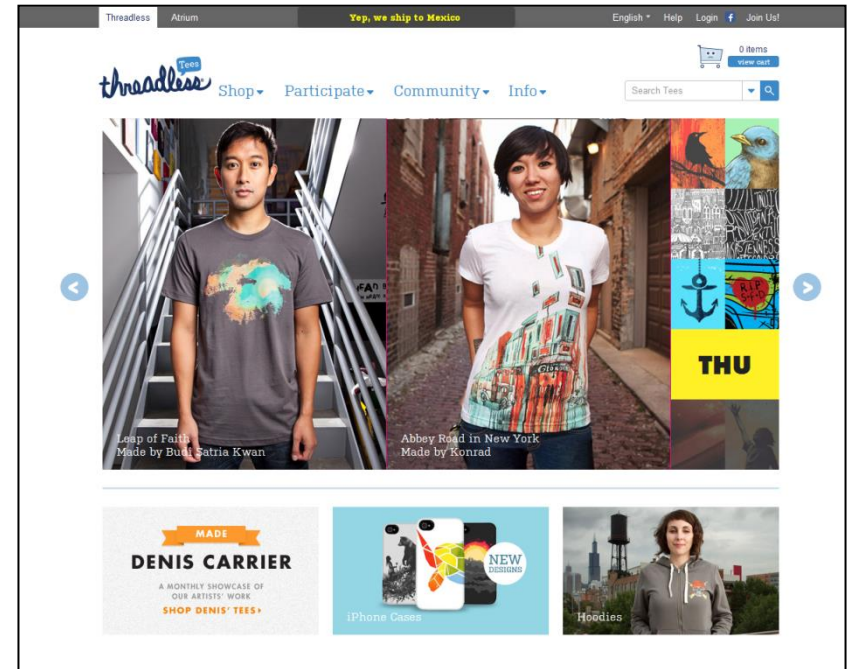 Threadless Atrium Yep, we ship to Mexico English Help Login f Join Us!
0 items
view cart
Tees
threadless
Shop Participate Community Info Search Tees
THU
Leap of Faith
Made by Budi Satria Kwan
Abbey Road in New York
Made by Konrad
MADE
DENIS CARRIER
A MONTHLY SHOWCASE OF
OUR ARTISTS' WORK
SHOP DENIS' TEES
NEW
DESIGNS
iPhone Cases
Hoodies